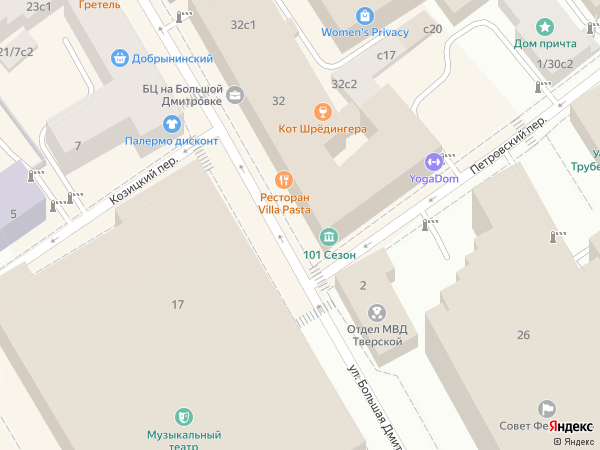 23с1
Гретель
32с1
Women's Privacy
с20
Дом причта
1/30с2
с17
21/7с2
Добрынинский
БЦ на Большой
Дмитровке
32с2
32
Кот Шрёдингера
Петровский пер.
7
Палермо дисконт
Козицкий пер.
Ресторан
Villa Pasta
YogaDom
Трубе
5
101 Сезон
2
17
Отдел МВД
Тверской
26
ул. Большая Дмит
Музыкальный
театр
Совет Фе
Яндекс
© Яндекс